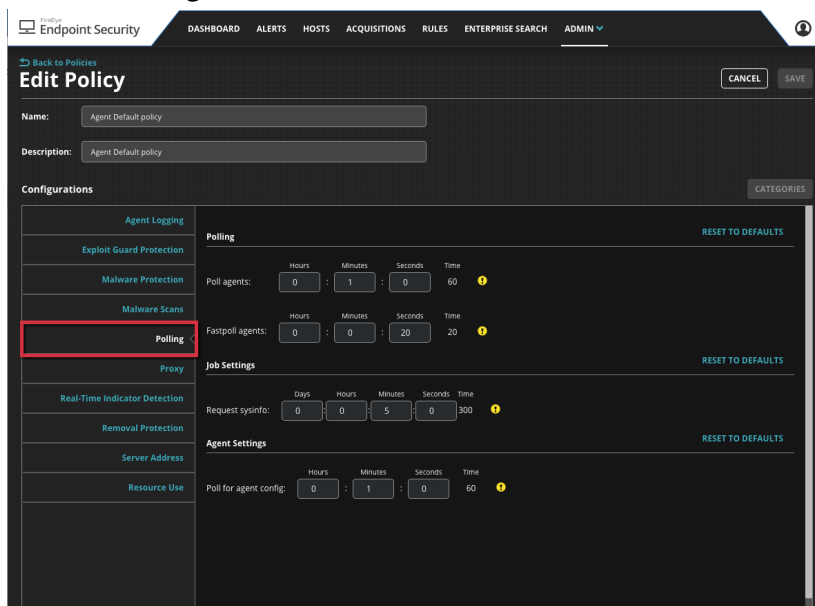 FireEye
Endpoint Security
DASHBOARD ALERTS HOSTS ACQUISITIONS RULES ENTERPRISE SEARCH ADMIN
Back to Policies
Edit Policy
CANCEL SAVE
Name: Agent Default policy
Description: Agent Default policy
Configurations
CATEGORIES
Agent Logging
Exploit Guard Protection
Malware Protection
Malware Scans
Polling
Proxy
Real-Time Indicator Detection
Removal Protection
Server Address
Resource Use
Polling RESET TO DEFAULTS
Hours Minutes Seconds Time
Poll agents: 0 : 1 : 0 60
Hours Minutes Seconds Time
Fastpoll agents: 0 : 0 : 20 20
Job Settings RESET TO DEFAULTS
Days Hours Minutes Seconds Time
Request sysinfo: 0 : 0 : 5 : 0 300
Agent Settings RESET TO DEFAULTS
Hours Minutes Seconds Time
Poll for agent config: 0 : 1 : 0 60